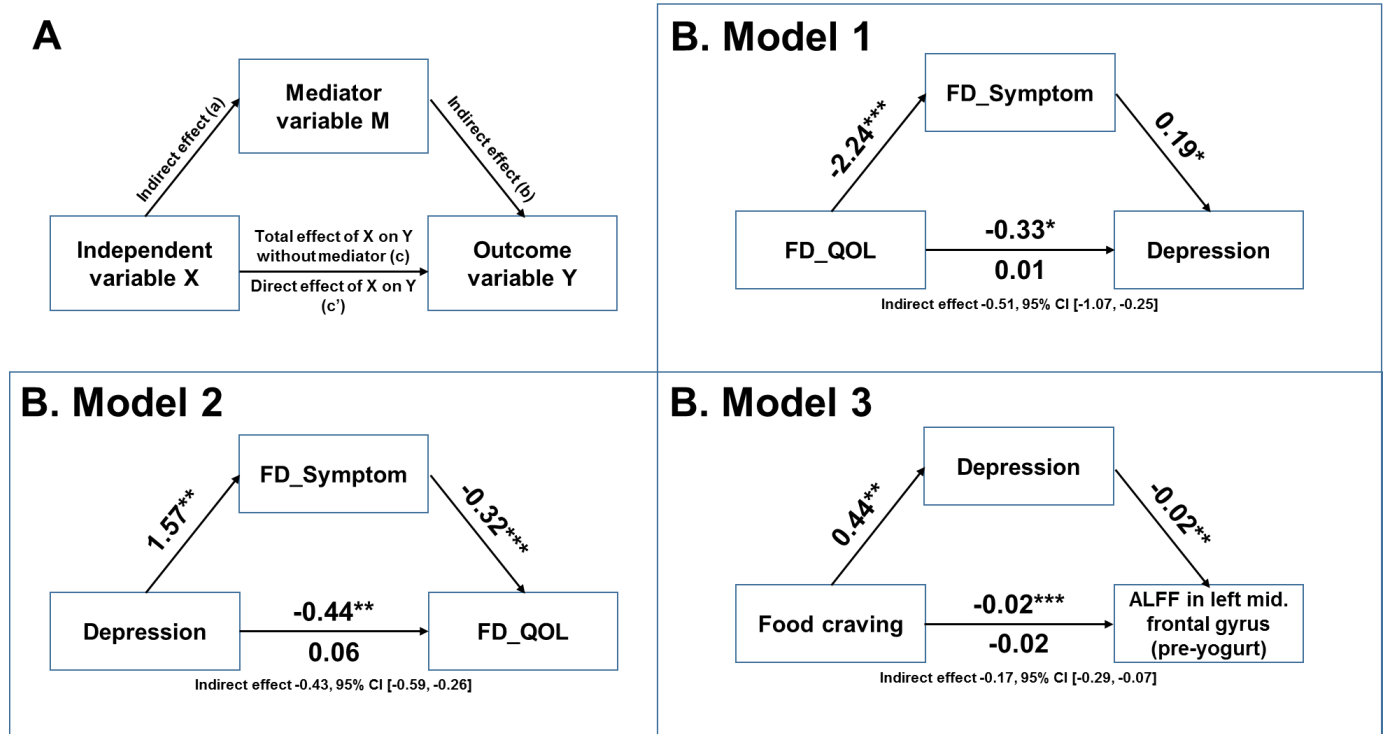 A
Mediator
variable M
Indirect effect (a)
Indirect effect (b)
Independent
variable X
Total effect of X on Y
without mediator (c)
Direct effect of X on Y
(c’)
Outcome
variable Y
B. Model 1
FD_Symptom
-2.24***
0.19*
FD_QOL
-0.33*
0.01
Depression
Indirect effect -0.51, 95% CI [-1.07, -0.25]
B. Model 2
FD_Symptom
1.57**
-0.32***
Depression
-0.44**
0.06
FD_QOL
Indirect effect -0.43, 95% CI [-0.59, -0.26]
B. Model 3
Depression
0.44**
-0.02**
Food craving
-0.02***
-0.02
ALFF in left mid.
frontal gyrus
(pre-yogurt)
Indirect effect -0.17, 95% CI [-0.29, -0.07]